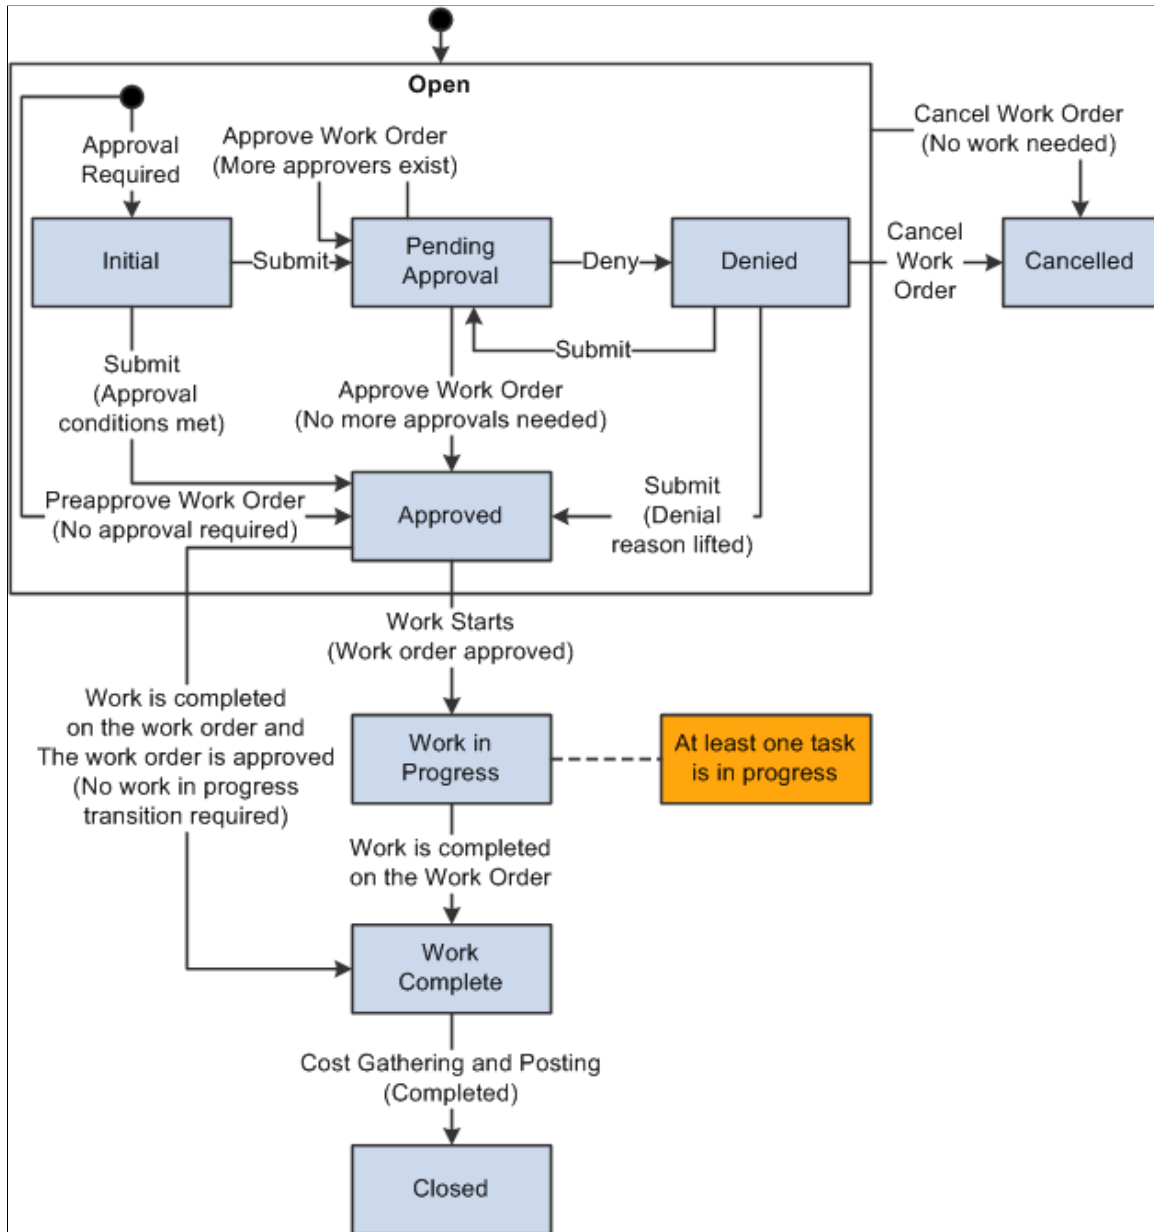 Open
Approval
Required
Approve Work Order
(More approvers exist)
Cancel Work Order
(No work needed)
Initial
Submit
Pending
Approval
Deny
Denied
Cancel
Work
Order
Cancelled
Submit
Submit
(Approval
conditions met)
Approve Work Order
(No more approvals needed)
Preapprove Work Order
(No approval required)
Approved
Submit
(Denial
reason lifted)
Work Starts
(Work order approved)
Work is completed
on the work order and
The work order is approved
(No work in progress
transition required)
Work in
Progress
At least one task
is in progress
Work is completed
on the Work Order
Work
Complete
Cost Gathering and Posting
(Completed)
Closed